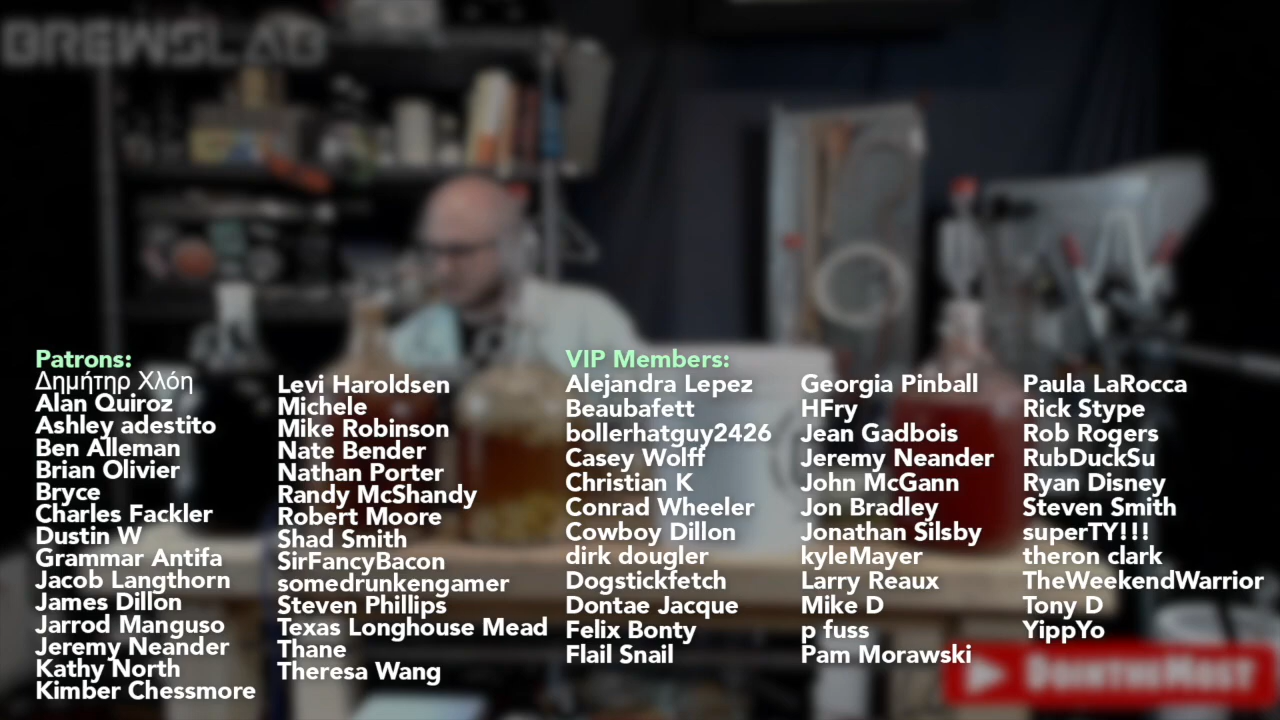 BREWSLAB
Patrons:
Δημήτηρ Χλόη
Alan Quiroz
Ashley adestito
Ben Alleman
Brian Olivier
Bryce
Charles Fackler
Dustin W
Grammar Antifa
Jacob Langthorn
James Dillon
Jarrod Manguso
Jeremy Neander
Kathy North
Kimber Chessmore
Levi Haroldsen
Michele
Mike Robinson
Nate Bender
Nathan Porter
Randy McShandy
Robert Moore
Shad Smith
SirFancyBacon
somedrunkengamer
Steven Phillips
Texas Longhouse Mead
Thane
Theresa Wang
VIP Members:
Alejandra Lepez
Beaubafett
bollerhatguy2426
Casey Wolff
Christian K
Conrad Wheeler
Cowboy Dillon
dirk dougler
Dogstickfetch
Dontae Jacque
Felix Bonty
Flail Snail
Georgia Pinball
HFry
Jean Gadbois
Jeremy Neander
John McGann
Jon Bradley
Jonathan Silsby
kyleMayer
Larry Reaux
Mike D
p fuss
Pam Morawski
Paula LaRocca
Rick Stype
Rob Rogers
RubDuckSu
Ryan Disney
Steven Smith
superTY!!!
theron clark
TheWeekendWarrior
Tony D
YippYo
DointheMost